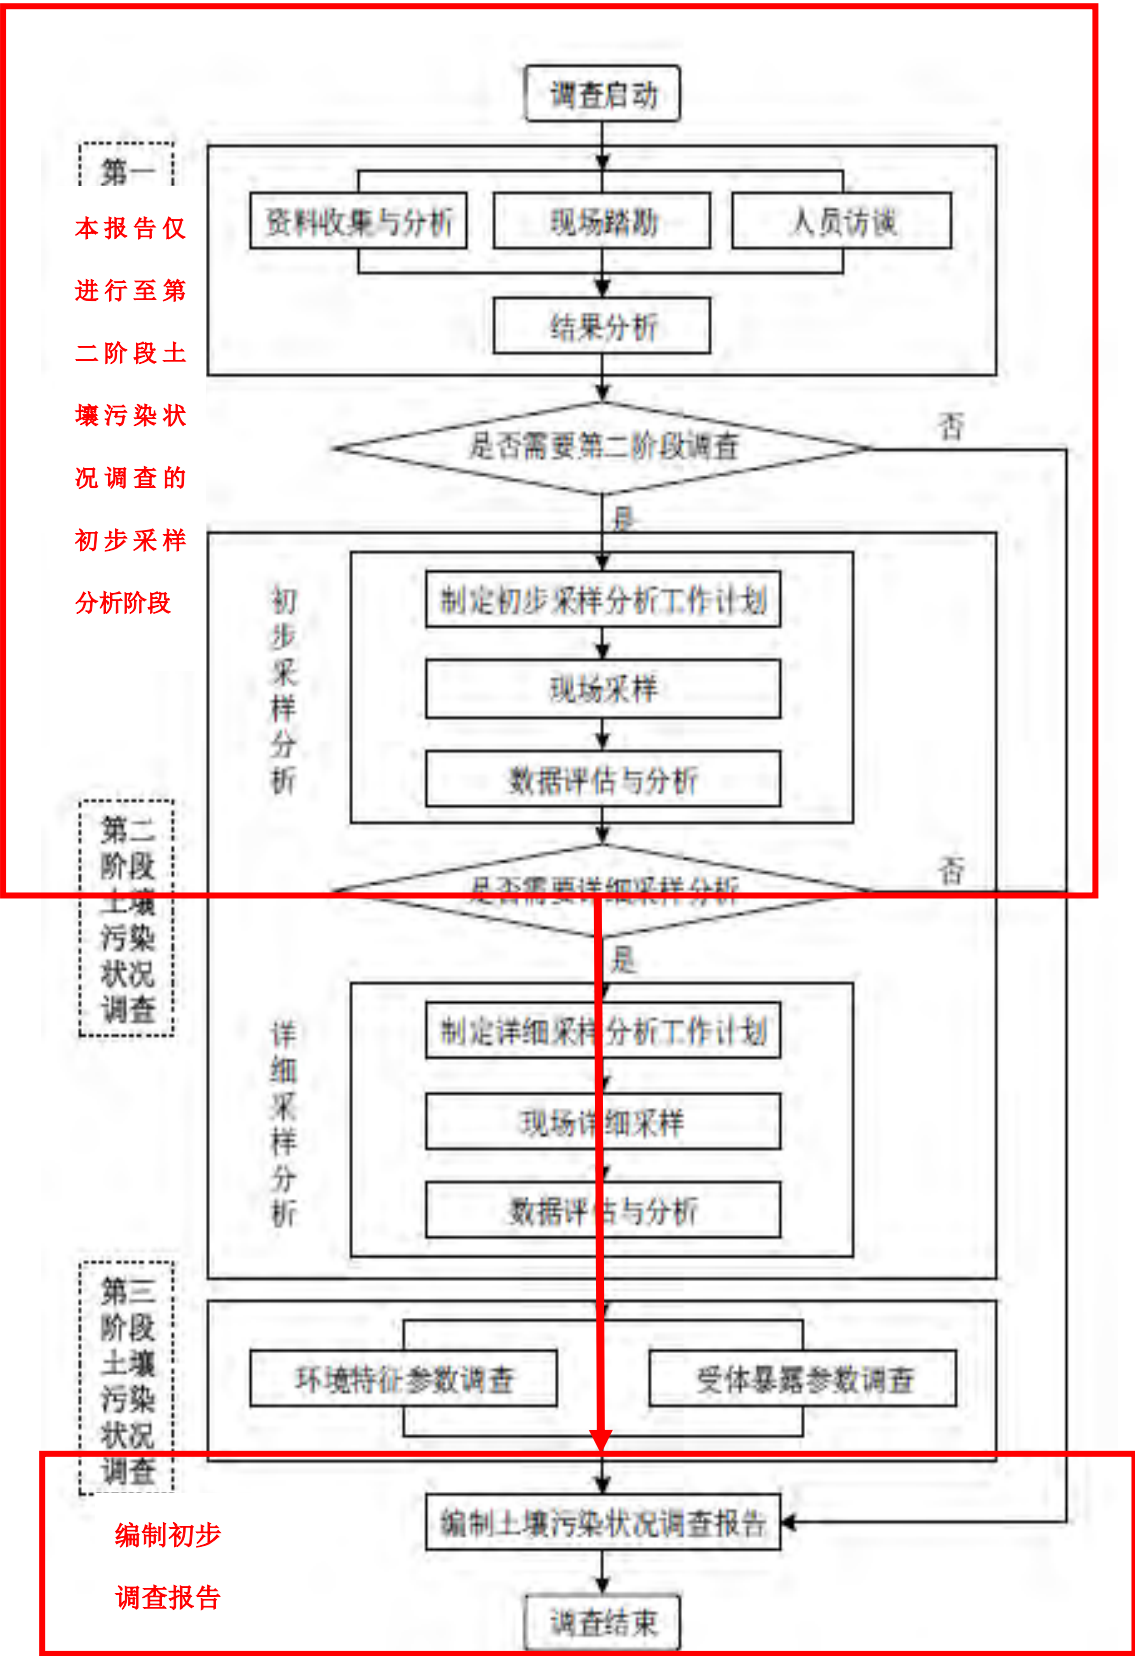 调查启动
第一
资料收集与分析
现场踏勘
人员访谈
结果分析
本报告仅
进行至第
二阶段土
壤污染状
况调查的
初步采样
分析阶段
是否需要第二阶段调查
否
是
初
步
采
样
分
析
制定初步采样分析工作计划
现场采样
数据评估与分析
第二
阶段
土壤
污染
状况
调查
是否需要详细采样分析
否
是
详
细
采
样
分
析
制定详细采样分析工作计划
现场详细采样
数据评估与分析
第三
阶段
土壤
污染
状况
调查
环境特征参数调查
受体暴露参数调查
编制初步
调查报告
编制土壤污染状况调查报告
调查结束